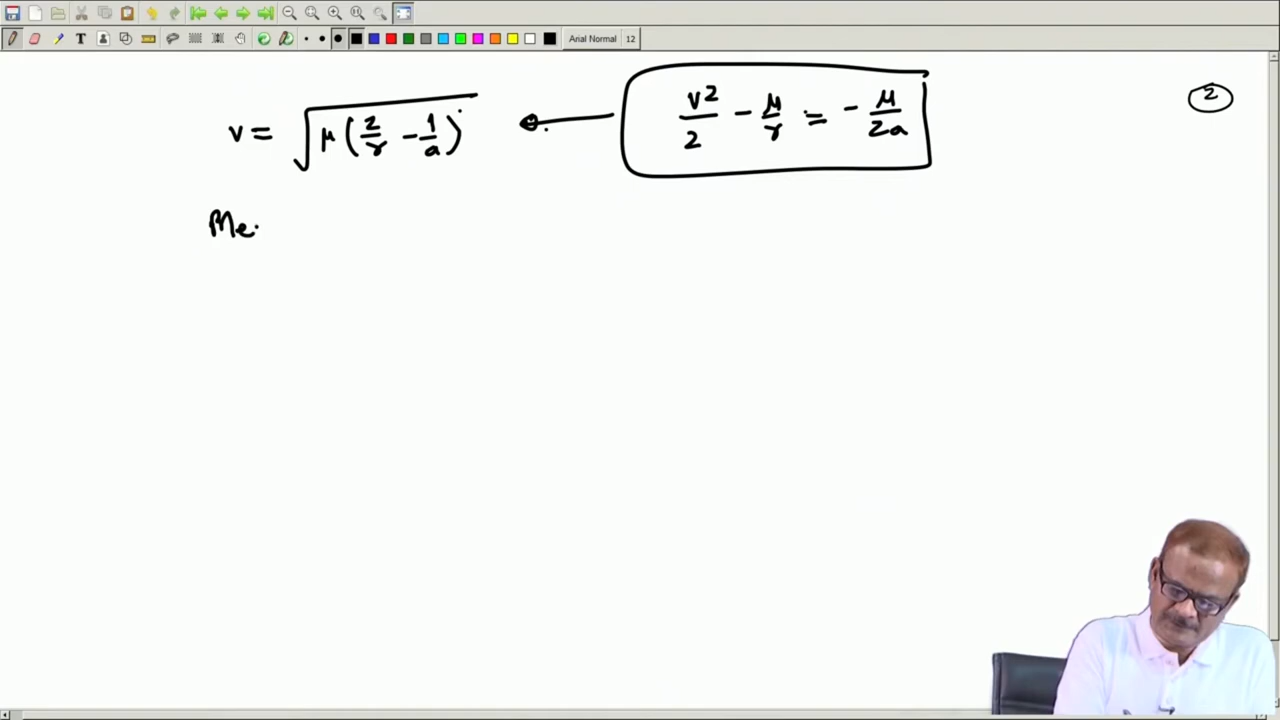 Arial Normal 12
v = √μ(2/r - 1/a) ← v²/2 - μ/r = - μ/2a
2
Me.